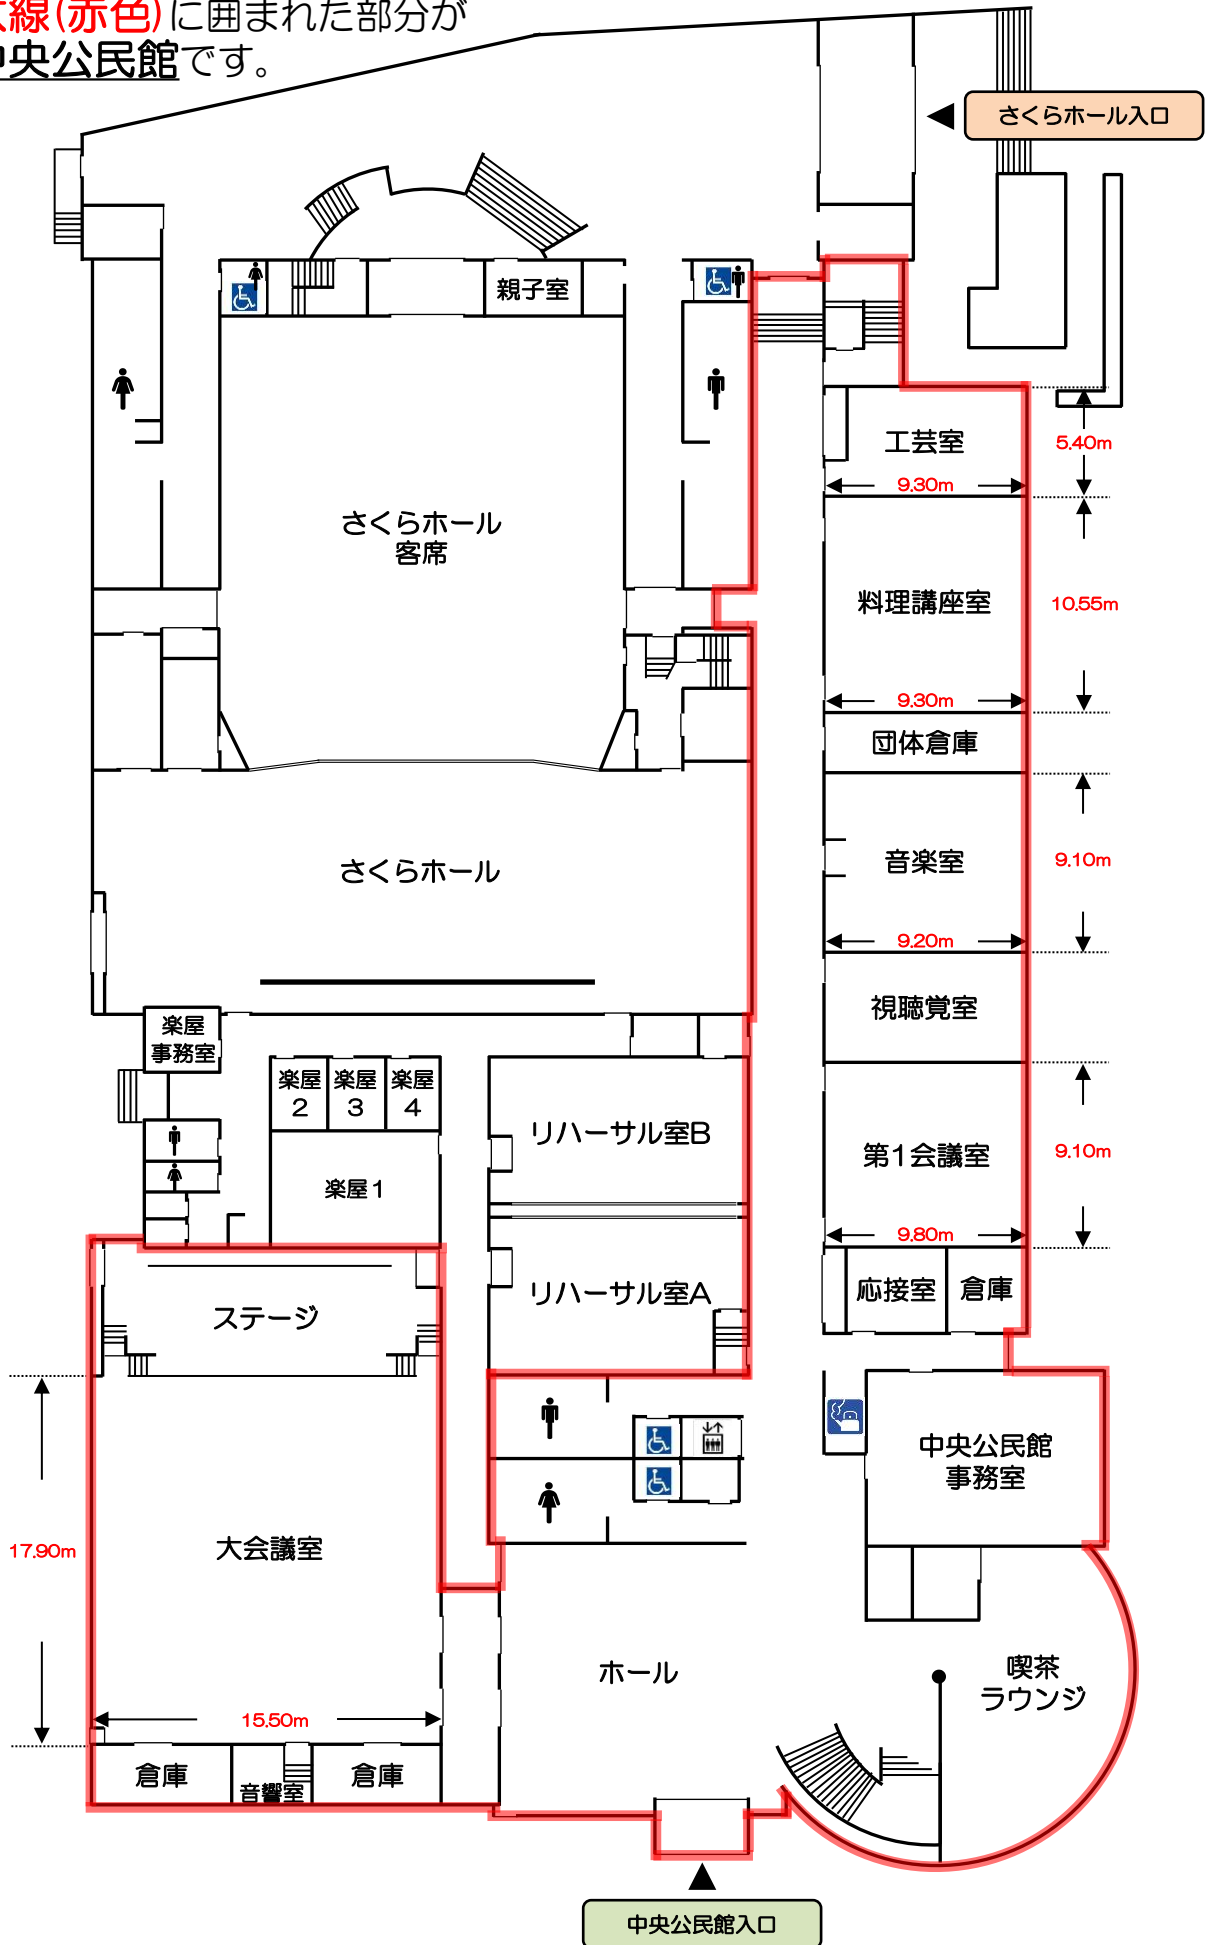 線(赤色)に囲まれた部分が
中央公民館です。
さくらホール入口
親子室
工芸室
5.40m
9.30m
さくらホール
客席
料理講座室
10.55m
9.30m
団体倉庫
音楽室
9.10m
さくらホール
9.20m
視聴覚室
楽屋
事務室
楽屋
2
楽屋
3
楽屋
4
リハーサル室B
第1会議室
9.10m
楽屋1
9.80m
リハーサル室A
応接室
倉庫
ステージ
中央公民館
事務室
大会議室
17.90m
ホール
喫茶
ラウンジ
15.50m
倉庫
音響室
倉庫
中央公民館入口